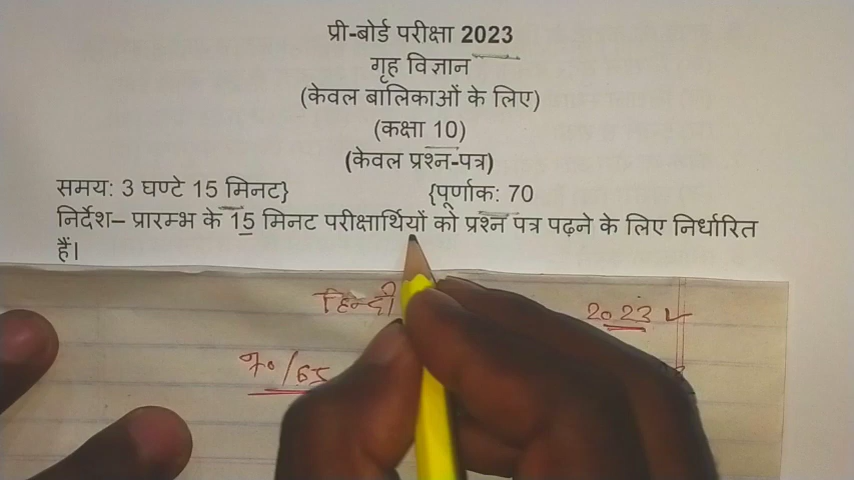 प्री-बोर्ड परीक्षा 2023
गृह विज्ञान
(केवल बालिकाओं के लिए)
(कक्षा 10)
(केवल प्रश्न-पत्र)
समय: 3 घण्टे 15 मिनट} {पूर्णाक: 70
निर्देश– प्रारम्भ के 15 मिनट परीक्षार्थियों को प्रश्न पत्र पढ़ने के लिए निर्धारित
हैं।
हिन्दी 2023
70/65